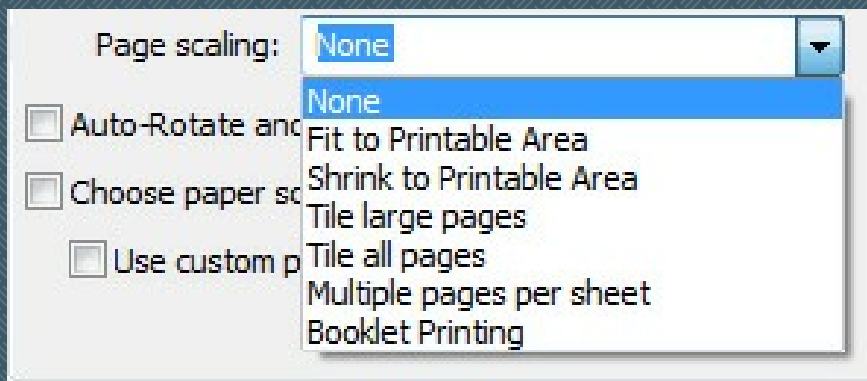 Page scaling: None
None
Auto-Rotate and
Fit to Printable Area
Shrink to Printable Area
Choose paper so
Tile large pages
Tile all pages
Use custom p
Multiple pages per sheet
Booklet Printing